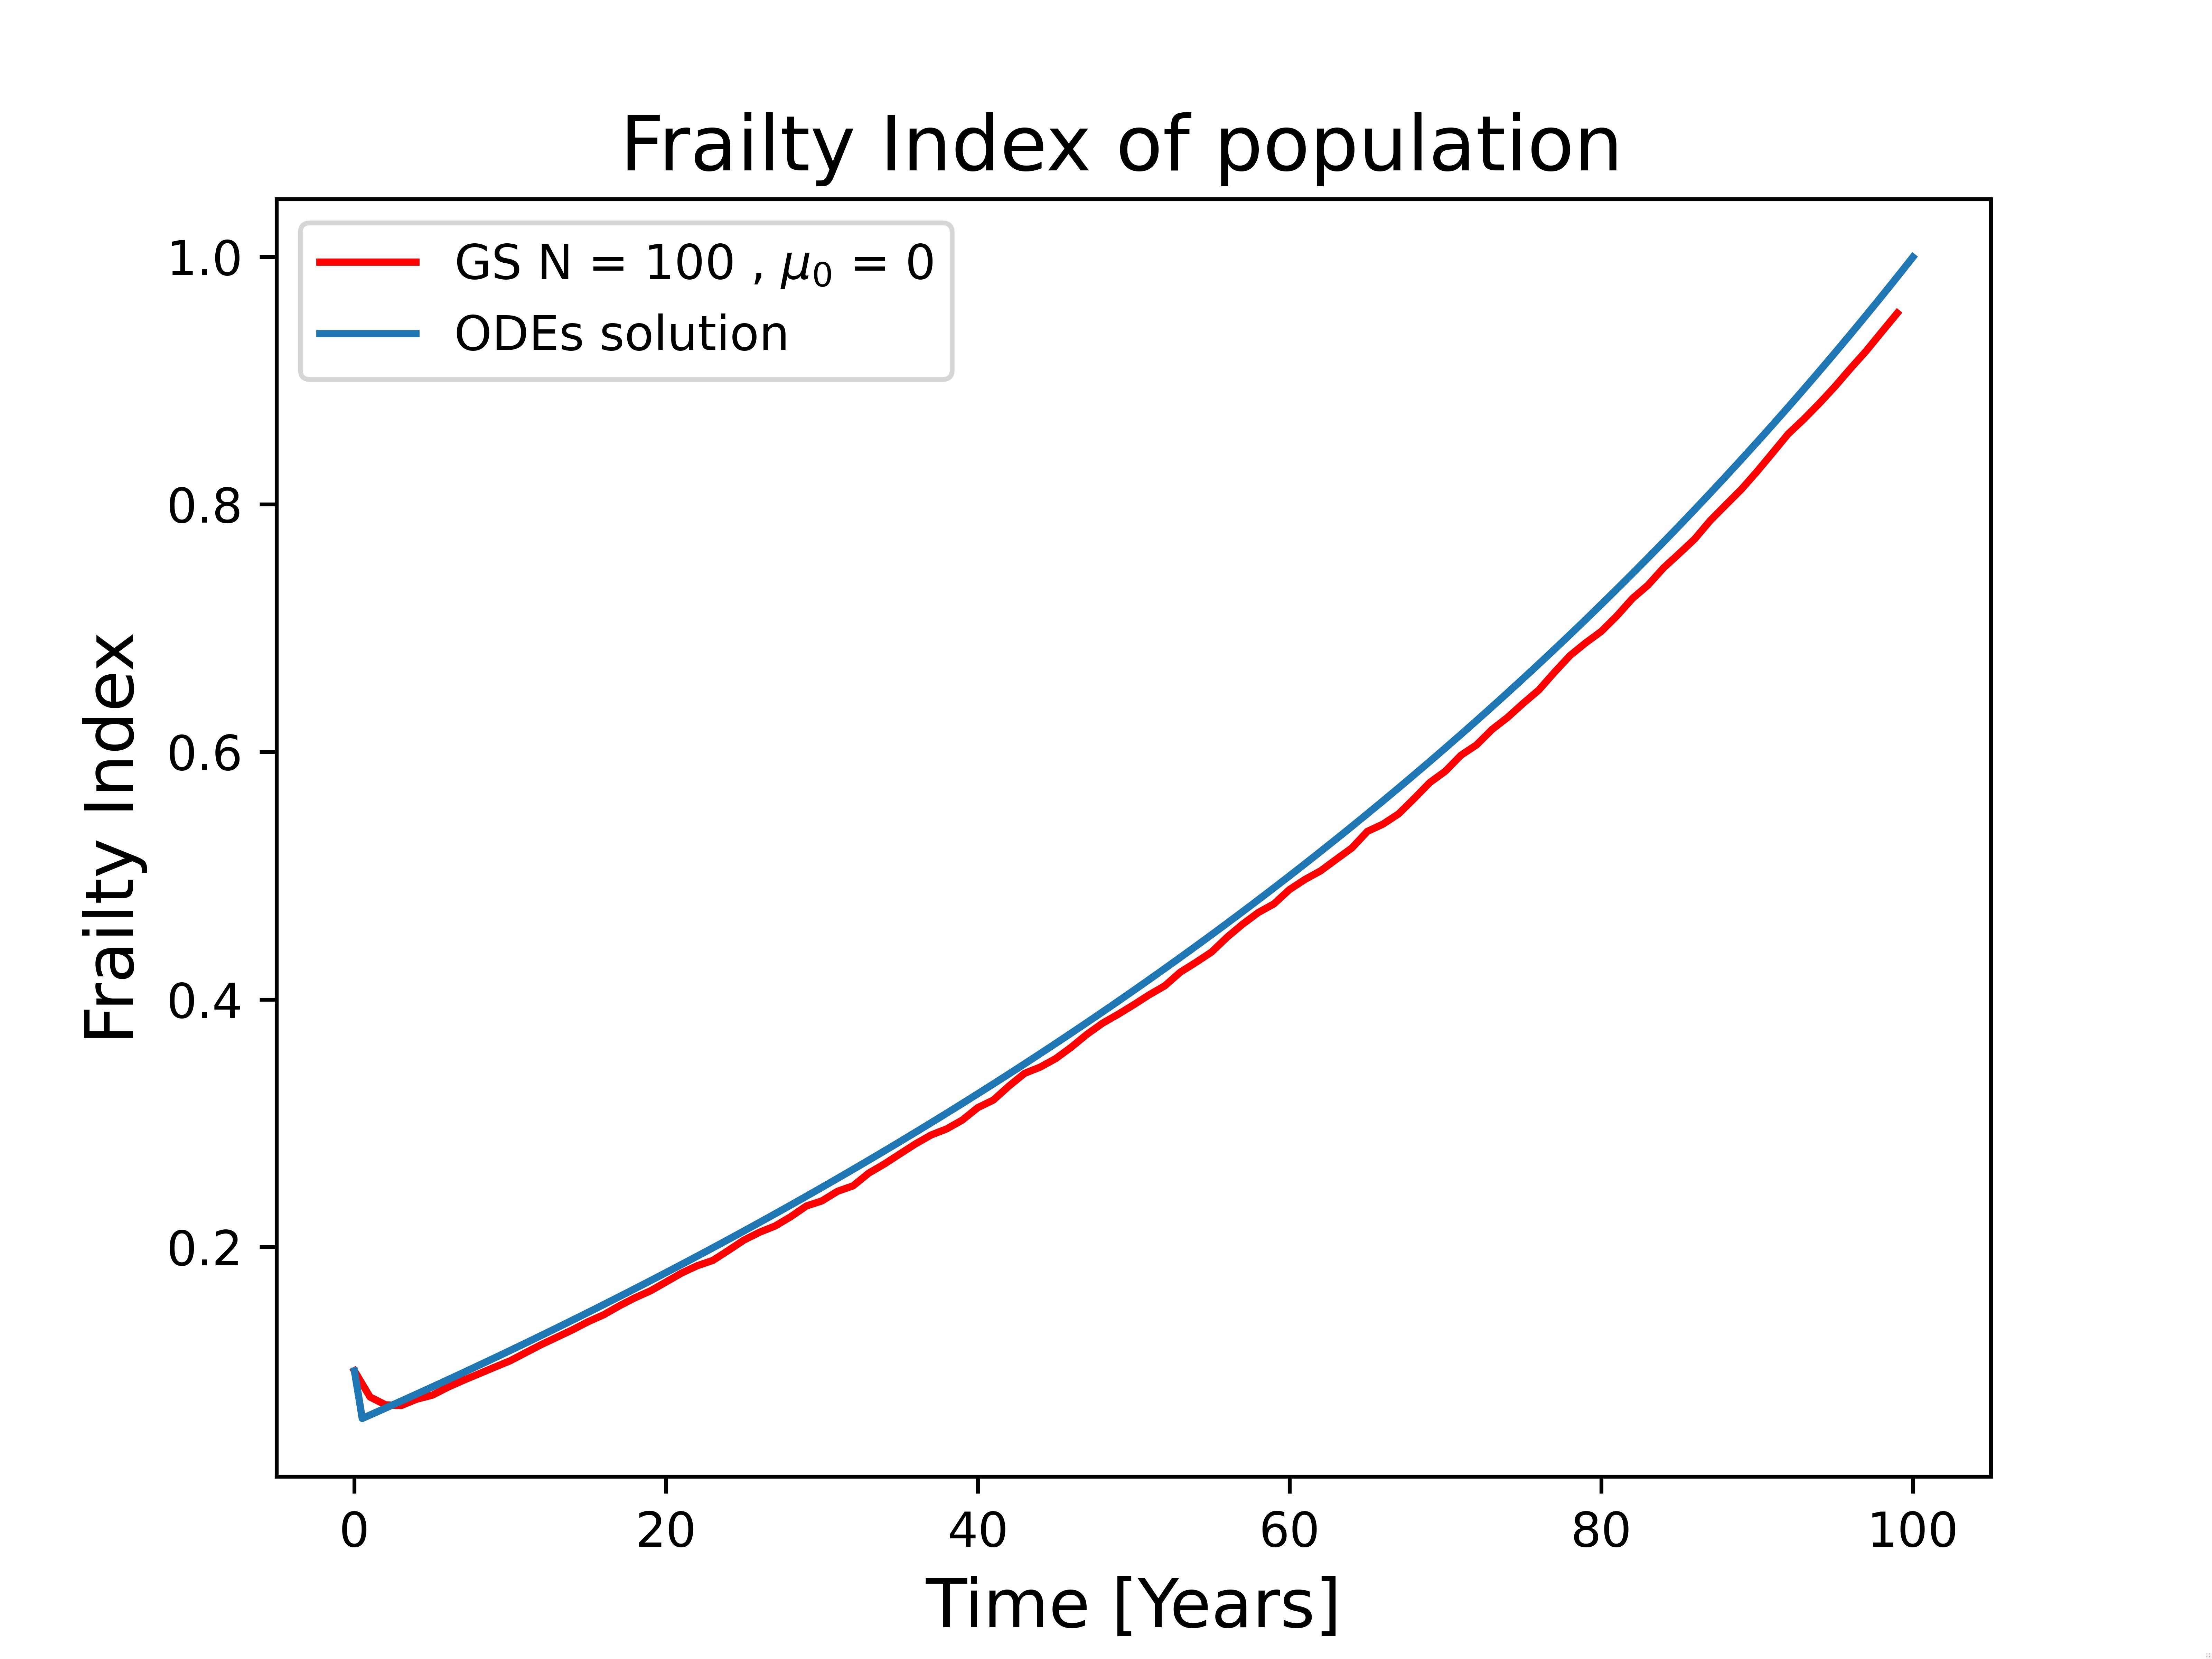 Frailty Index of population
GS N = 100 , μ₀ = 0
ODEs solution
1.0
0.8
0.6
0.4
0.2
Frailty Index
0 20 40 60 80 100
Time [Years]